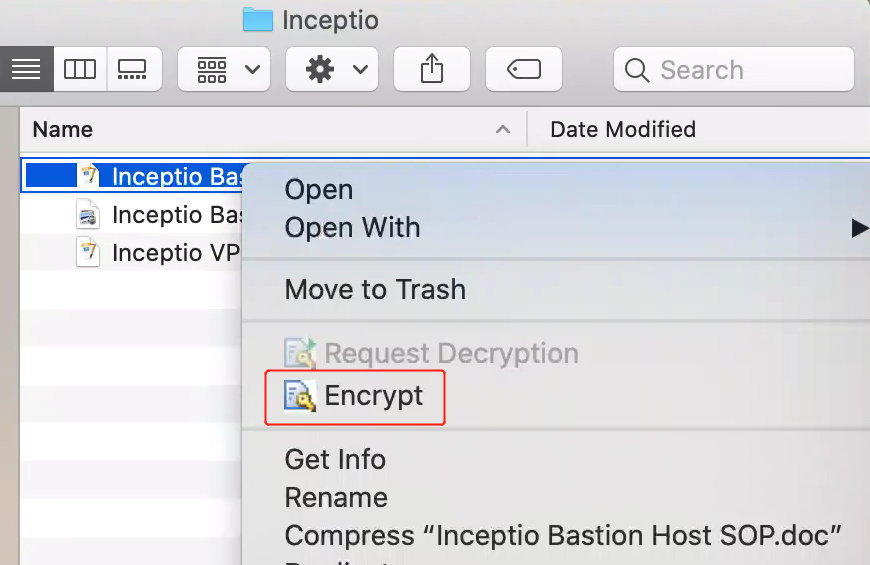 Inceptio
Search
Name
Date Modified
Inceptio Bas
Inceptio Bas
Inceptio VP
Open
Open With
Move to Trash
Request Decryption
Encrypt
Get Info
Rename
Compress “Inceptio Bastion Host SOP.doc”